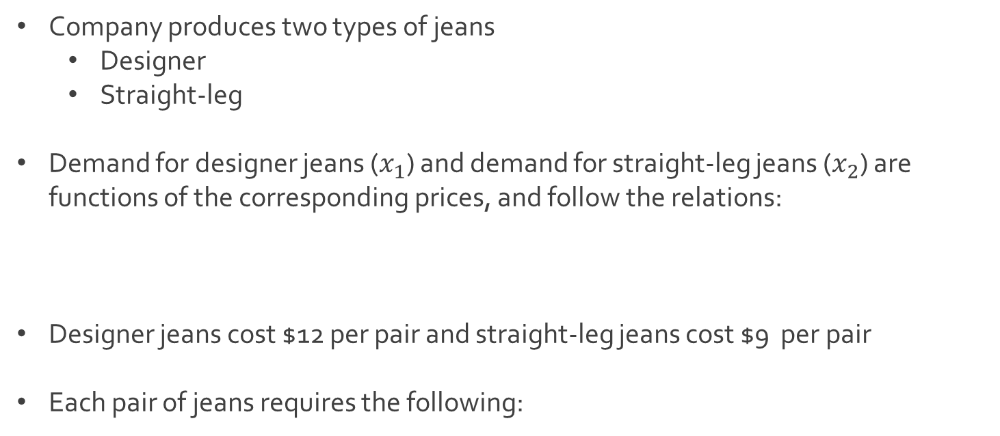 • Company produces two types of jeans
• Designer
• Straight-leg
• Demand for designer jeans (x₁) and demand for straight-leg jeans (x₂) are
functions of the corresponding prices, and follow the relations:
• Designer jeans cost $12 per pair and straight-leg jeans cost $9 per pair
• Each pair of jeans requires the following: